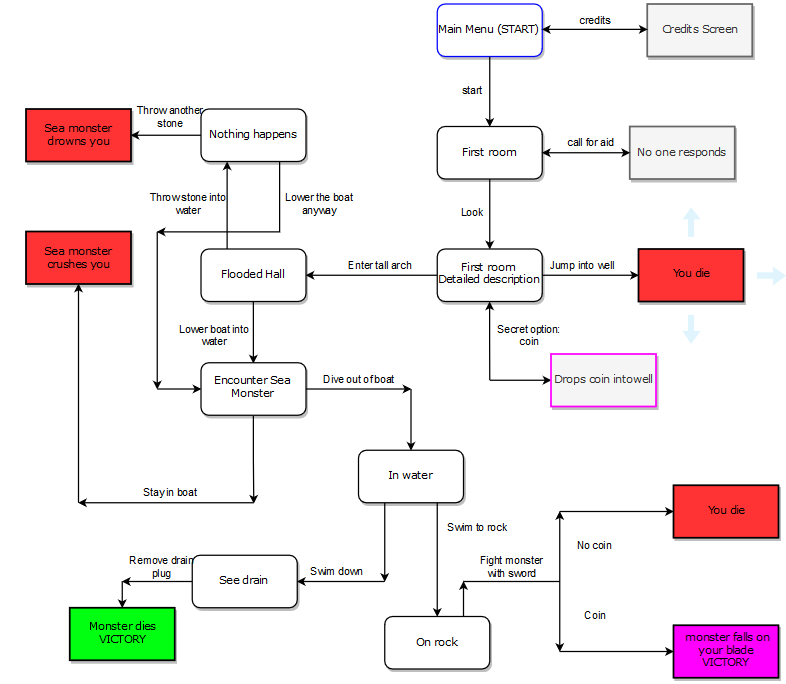 Main Menu (START)
credits
Credits Screen
start
First room
call for aid
No one responds
Look
Throw another
stone
Sea monster
drowns you
Nothing happens
Throw stone into
water
Lower the boat
anyway
Sea monster
crushes you
Flooded Hall
Enter tall arch
First room
Detailed description
Jump into well
You die
Lower boat into
water
Secret option:
coin
Drops coin intowell
Encounter Sea
Monster
Dive out of boat
Stay in boat
In water
Swim to rock
Swim down
See drain
Remove drain
plug
Monster dies
VICTORY
On rock
Fight monster
with sword
No coin
You die
Coin
monster falls on
your blade
VICTORY